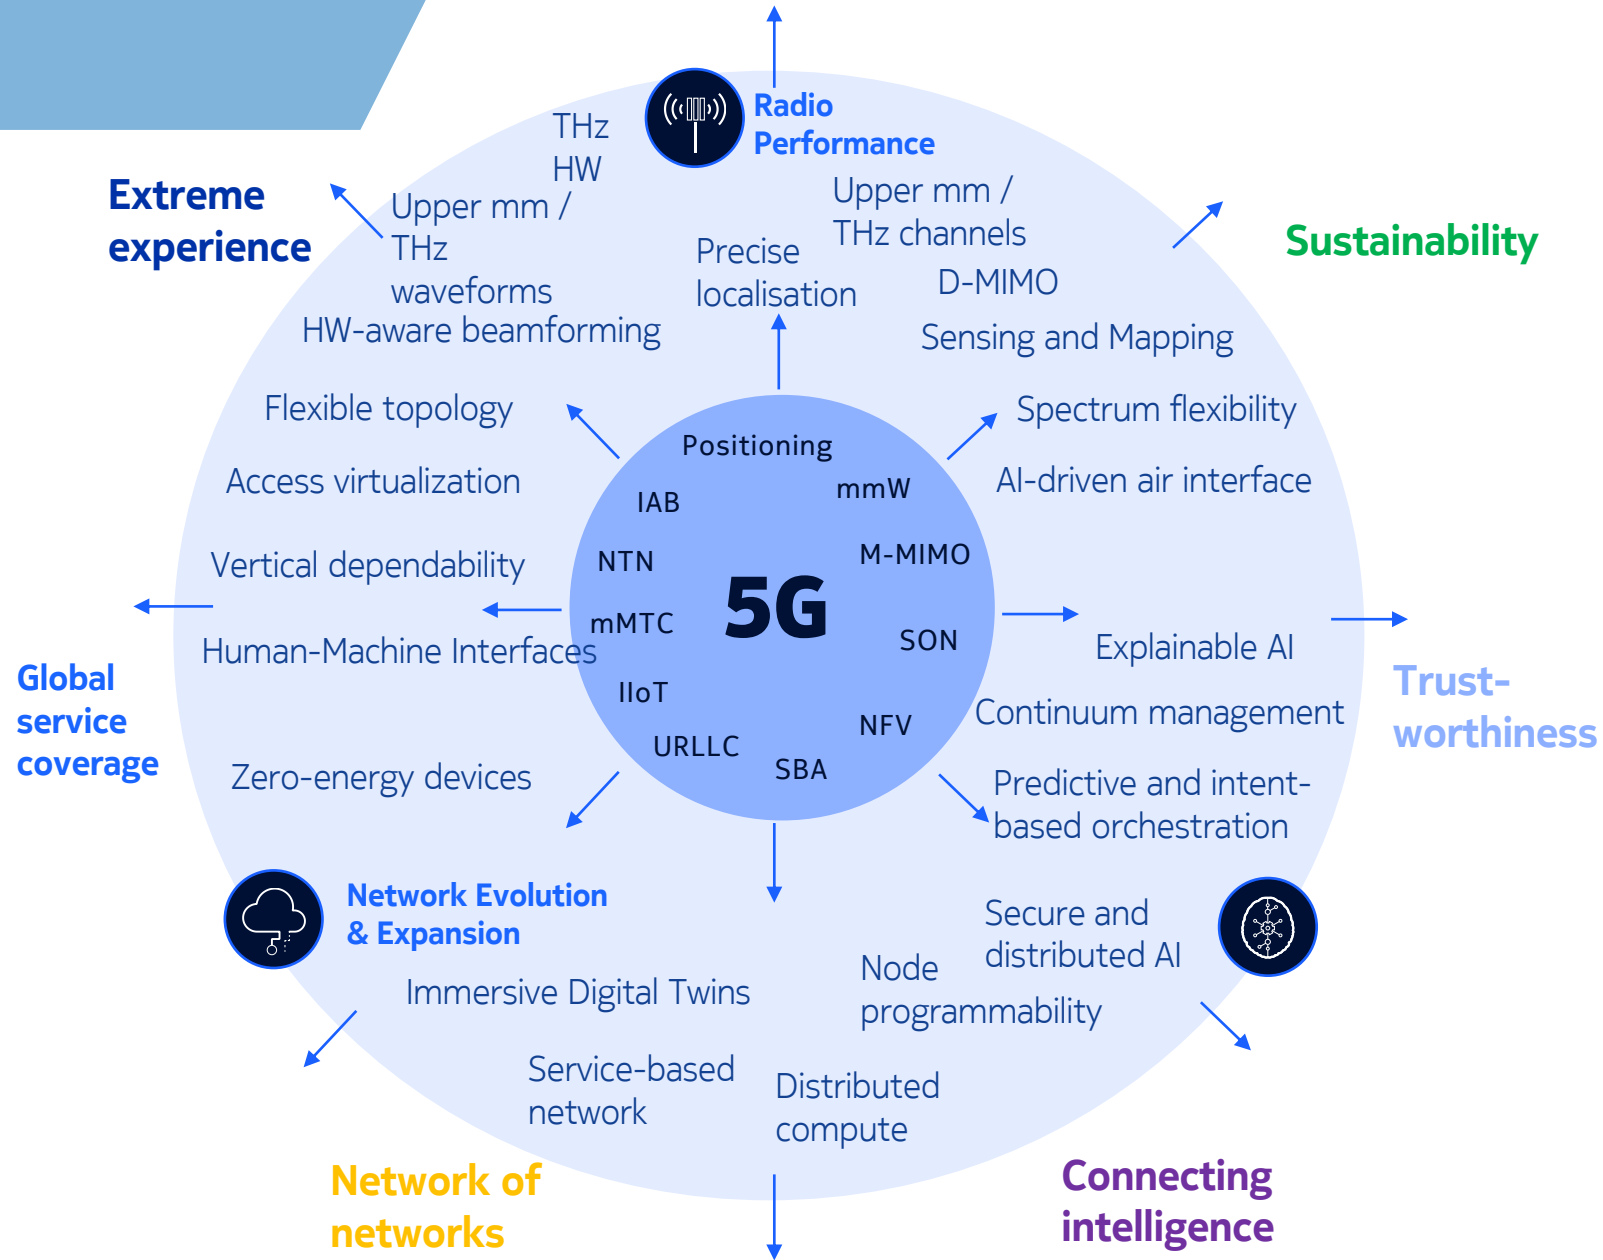 Radio
Performance
THz
HW
Upper mm /
THz
waveforms
Upper mm /
THz channels
Extreme
experience
Sustainability
Precise
localisation
D-MIMO
HW-aware beamforming
Sensing and Mapping
Flexible topology
Spectrum flexibility
Positioning
Access virtualization
IAB
mmW
AI-driven air interface
Vertical dependability
NTN
M-MIMO
5G
mMTC
SON
Human-Machine Interfaces
Explainable AI
Global
service
coverage
Trust-
worthiness
IIoT
NFV
Continuum management
URLLC
SBA
Zero-energy devices
Predictive and intent-
based orchestration
Network Evolution
& Expansion
Secure and
distributed AI
Node
programmability
Immersive Digital Twins
Service-based
network
Distributed
compute
Network of
networks
Connecting
intelligence